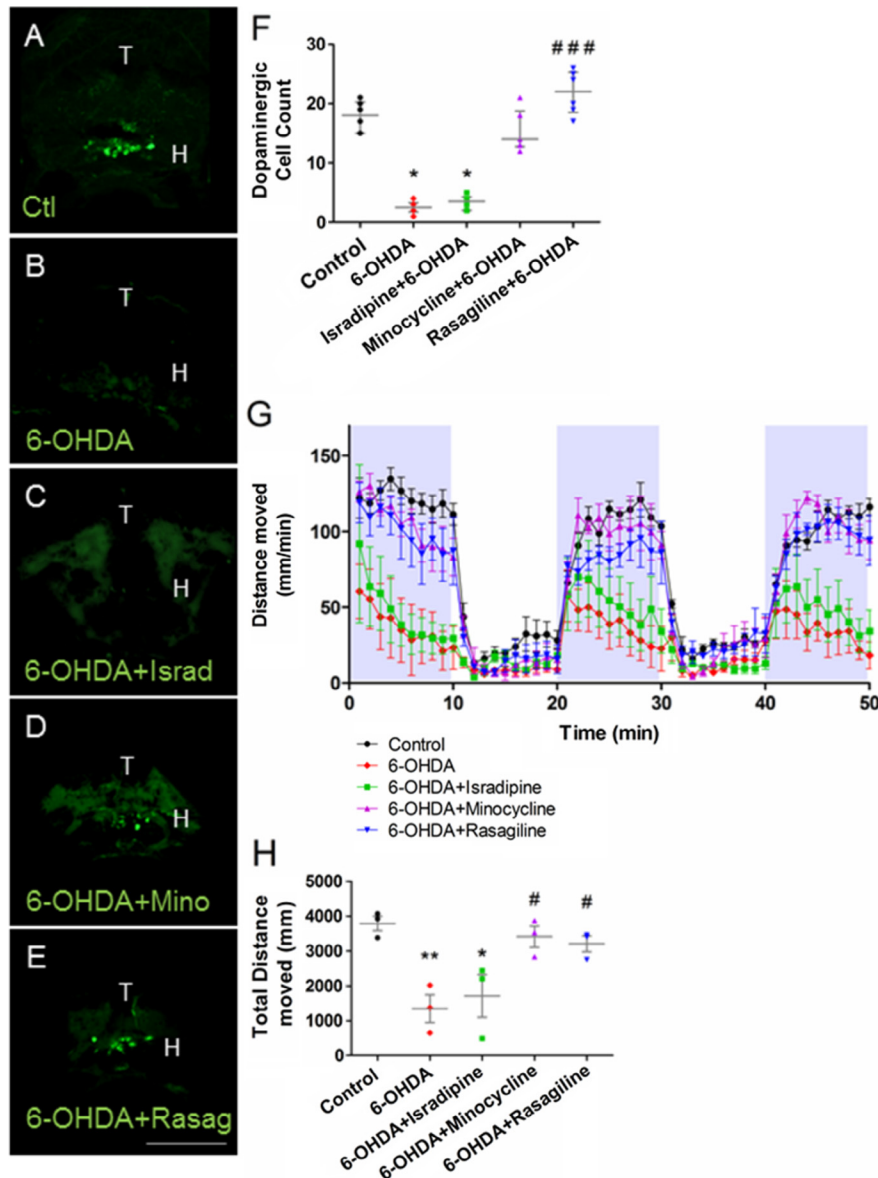 A
T
H
Ctl
B
T
H
6-OHDA
C
T
H
6-OHDA+Israd
D
T
H
6-OHDA+Mino
E
T
H
6-OHDA+Rasag
F
Dopaminergic
Cell Count
30
20
10
0
*
*
###
Control
6-OHDA
Isradipine+6-OHDA
Minocycline+6-OHDA
Rasagiline+6-OHDA
G
Distance moved
(mm/min)
150
100
50
0
0 10 20 30 40 50
Time (min)
Control
6-OHDA
6-OHDA+Isradipine
6-OHDA+Minocycline
6-OHDA+Rasagiline
H
Total Distance
moved (mm)
5000
4000
3000
2000
1000
0
**
*
#
#
Control
6-OHDA
6-OHDA+Isradipine
6-OHDA+Minocycline
6-OHDA+Rasagiline